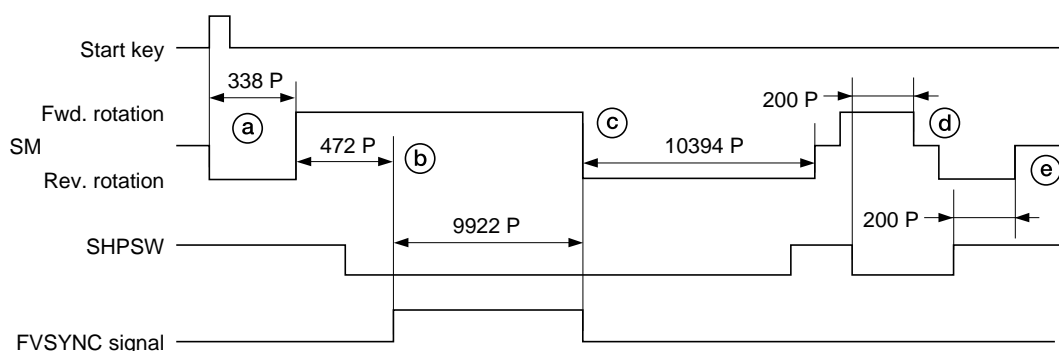 Start key
338 P
Fwd. rotation
200 P
a
c
d
SM
472 P
b
10394 P
Rev. rotation
e
9922 P
200 P
SHPSW
FVSYNC signal